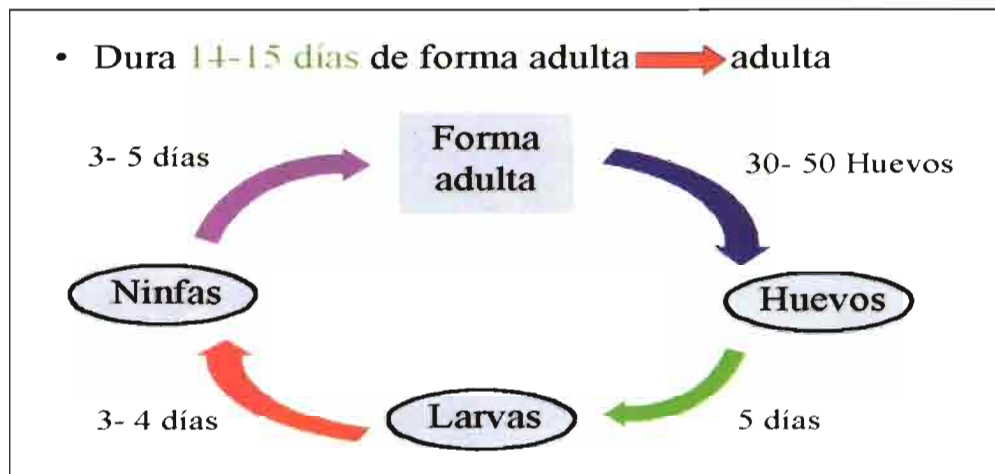 • Dura 14-15 días de forma adulta adulta
3- 5 días
Forma
adulta
30- 50 Huevos
Ninfas
Huevos
3- 4 días
Larvas
5 días